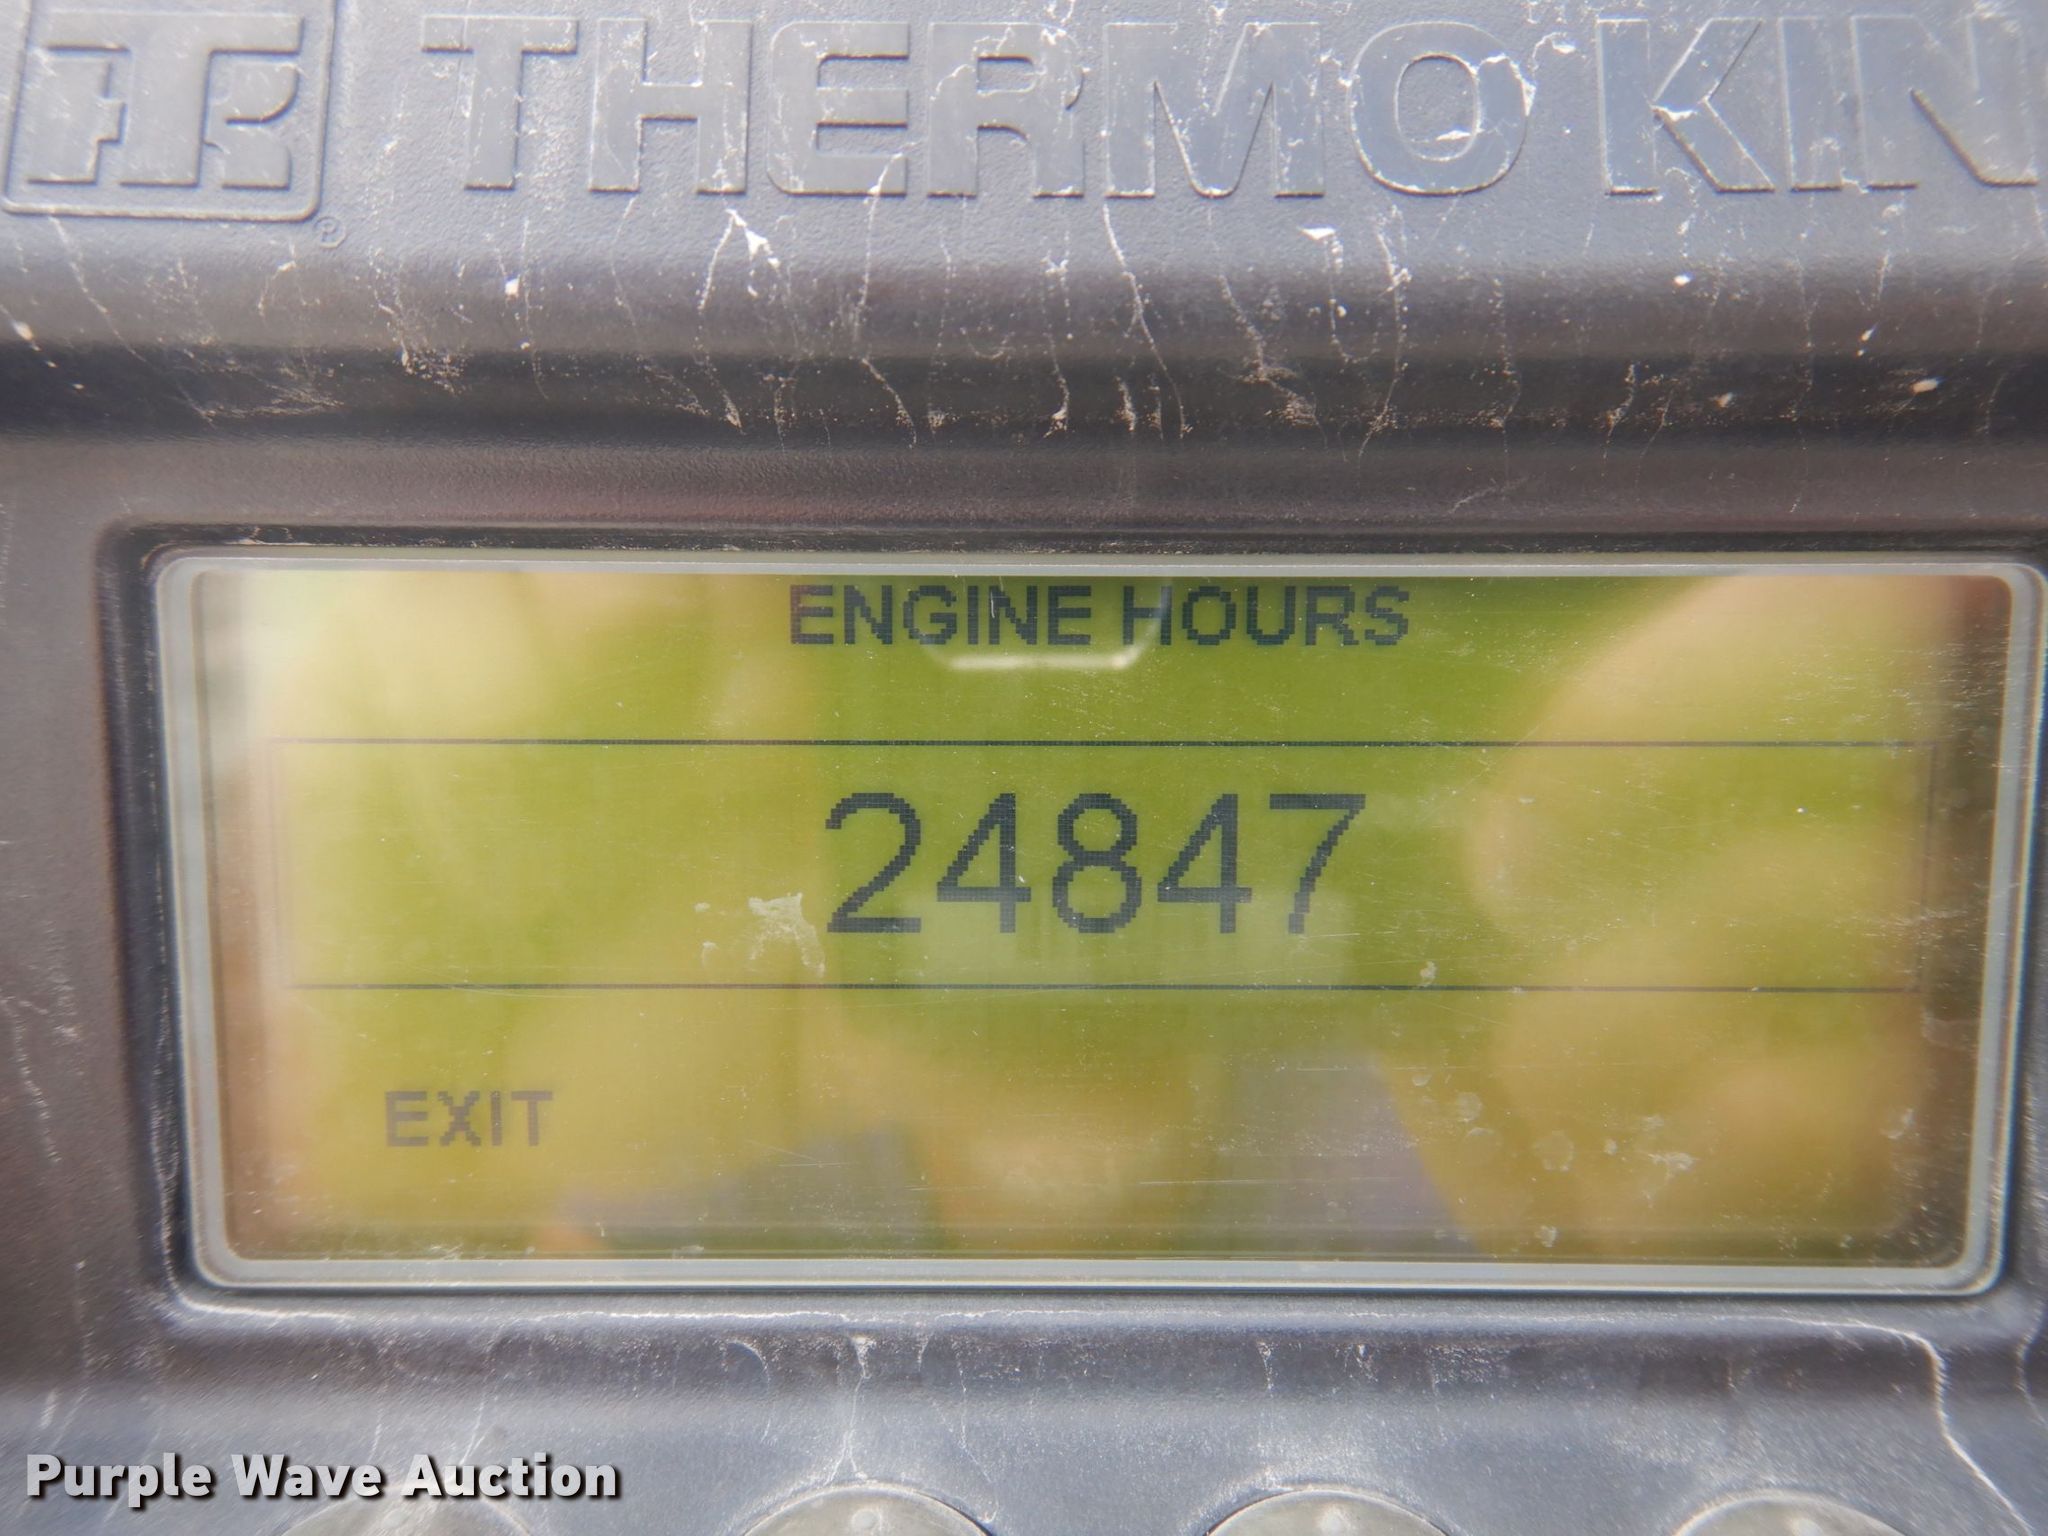 THERMO KIN
ENGINE HOURS
24847
EXIT
Purple Wave Auction